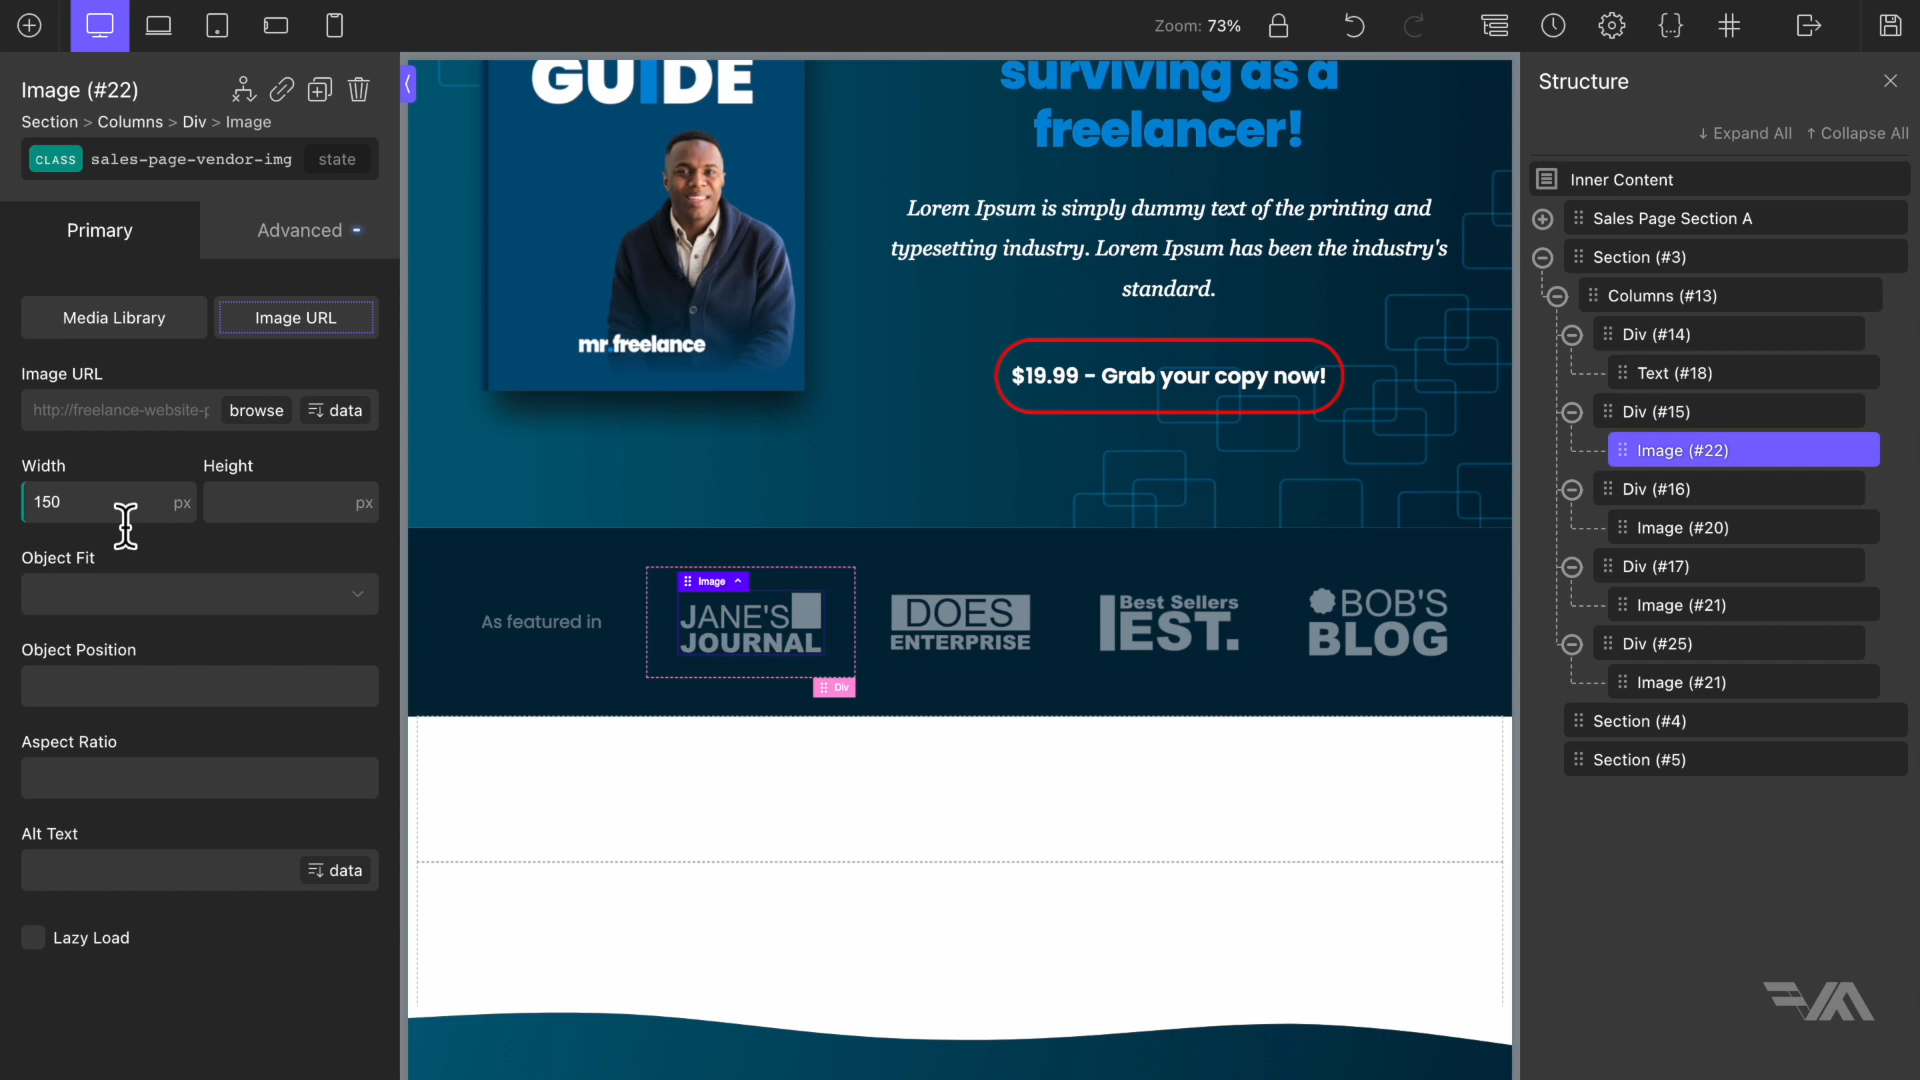 Zoom: 73%
Image (#22)
Section > Columns > Div > Image
CLASS sales-page-vendor-img state
Primary
Advanced
Media Library
Image URL
Image URL
http://freelance-website-p
browse
data
Width
Height
150 px
px
Object Fit
Object Position
Aspect Ratio
Alt Text
data
Lazy Load
GUIDE
mr.freelance
surviving as a
freelancer!
Lorem Ipsum is simply dummy text of the printing and
typesetting industry. Lorem Ipsum has been the industry's
standard.
$19.99 - Grab your copy now!
As featured in
Image
JANE'S
JOURNAL
Div
DOES
ENTERPRISE
Best Sellers
EST.
BOB'S
BLOG
Structure
Expand All
Collapse All
Inner Content
Sales Page Section A
Section (#3)
Columns (#13)
Div (#14)
Text (#18)
Div (#15)
Image (#22)
Div (#16)
Image (#20)
Div (#17)
Image (#21)
Div (#25)
Image (#21)
Section (#4)
Section (#5)